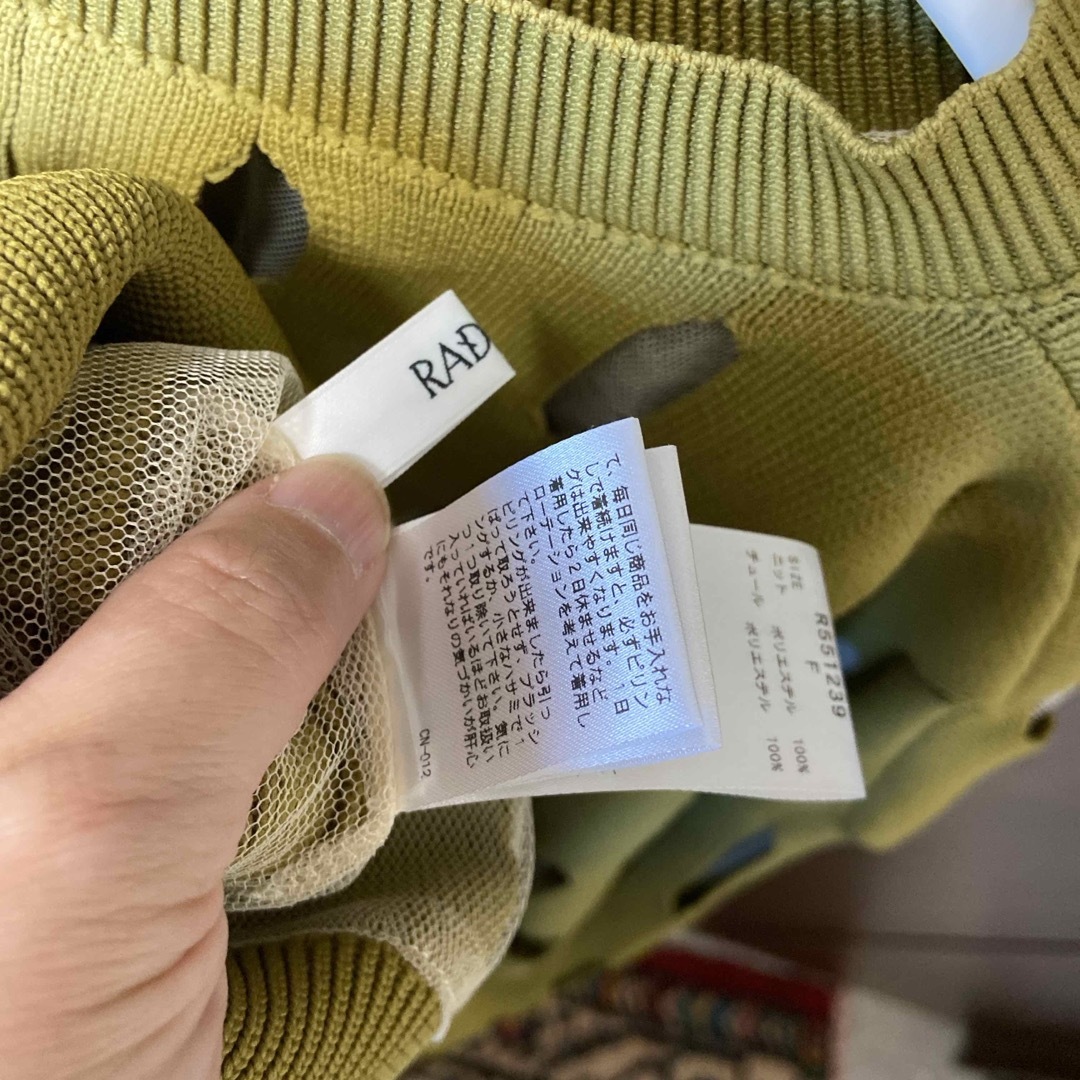 RAD
で、毎日同じ商品をお手入れな
しで着続けますと、必ずピリン
グは出来やすくなります。1日
着用したら2日休ませるなど
ローテーションを考えて着用し
て下さい。
ピリングが出来ましたら引っ
ぱって取ろうとせず、ブラッシ
ングするか、小さなハサミで1
つ1つ取り除いて下さい。気に
入っていればいるほどお取扱い
にもそれなりの気づかいが肝心
です。
CN-012
R551239
SIZE F
ニット ポリエステル 100%
チュール ポリエステル 100%